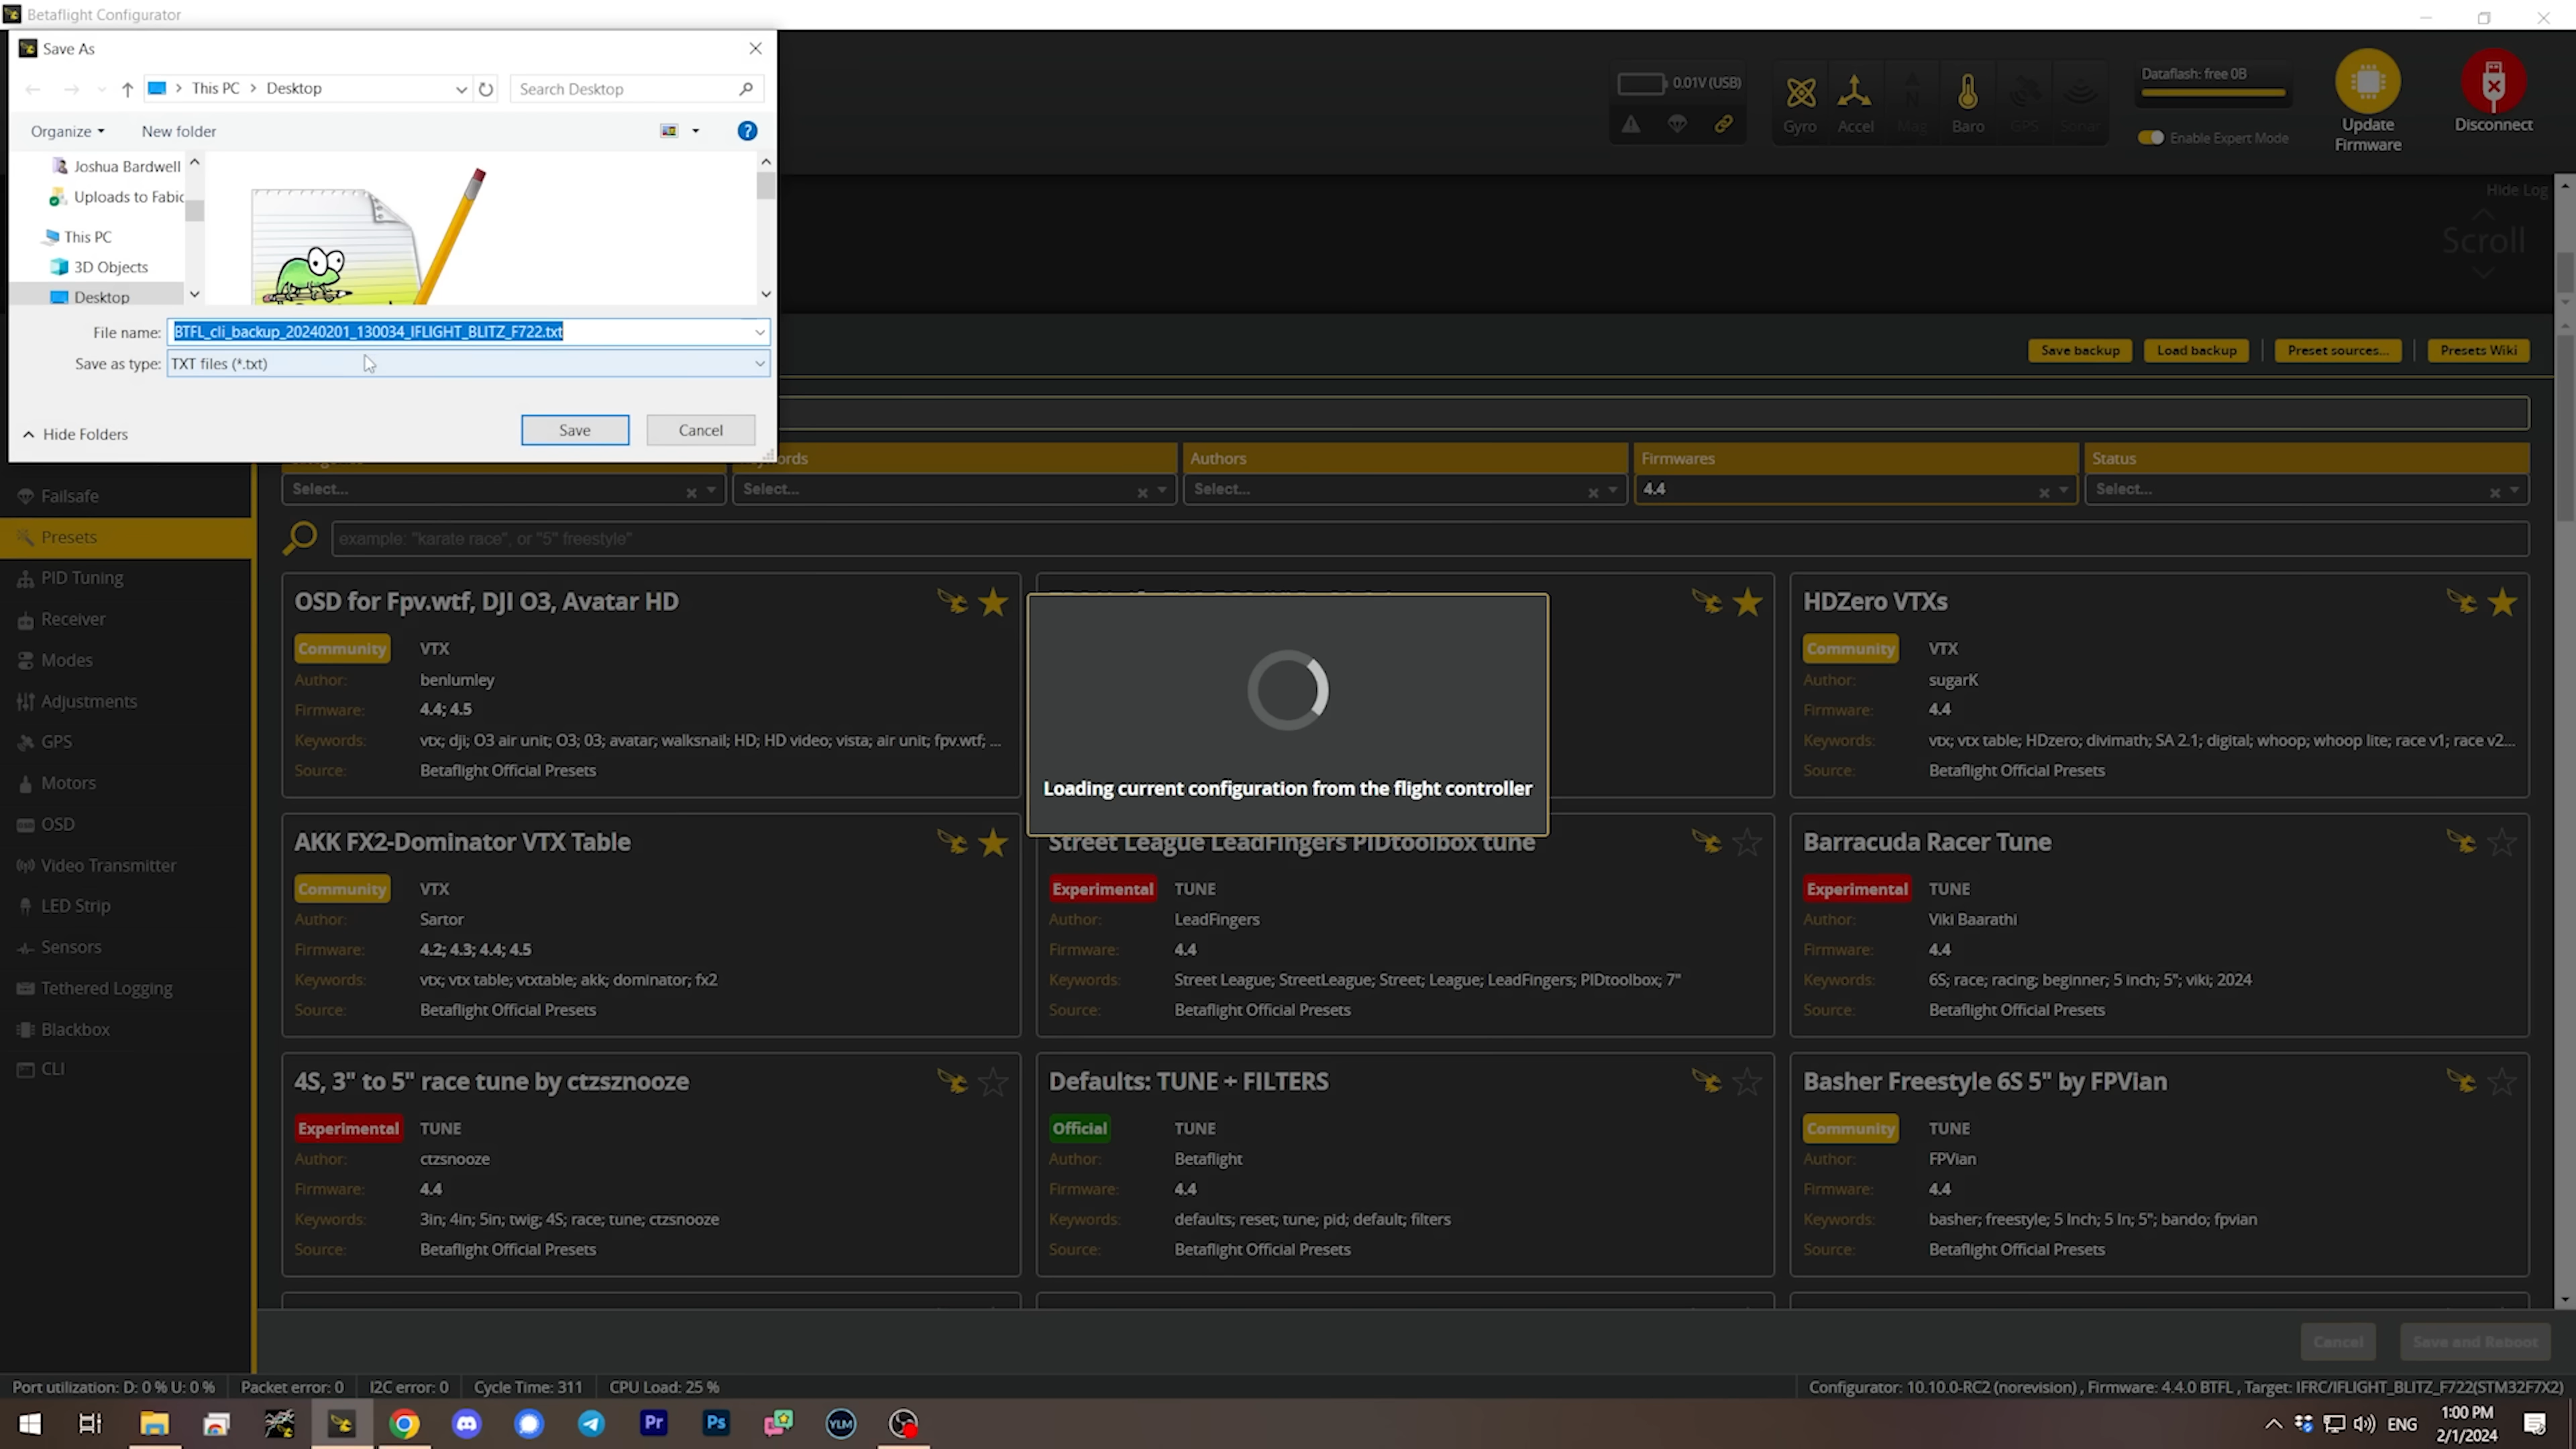 Betaflight Configurator
Save As
This PC > Desktop
Search Desktop
Organize
New folder
?
Joshua Bardwell
Uploads to Fabic
This PC
3D Objects
Desktop
File name:
BTFL_cli_backup_20240201_130034_IFLIGHT_BLITZ_F722.txt
Save as type:
TXT files (*.txt)
Hide Folders
Save
Cancel
0.01V (USB)
Gyro
Accel
Mag
Baro
GPS
Sonar
Dataflash: free 0B
Enable Expert Mode
Update
Firmware
Disconnect
Hide Log
Scroll
Save backup
Load backup
Preset sources...
Presets Wiki
Authors
Firmwares
Status
Select...
Select...
Select...
4.4
Select...
example: "karate race", or "5" freestyle"
Failsafe
Presets
PID Tuning
Receiver
Modes
Adjustments
GPS
Motors
OSD
Video Transmitter
LED Strip
Sensors
Tethered Logging
Blackbox
CLI
OSD for Fpv.wtf, DJI O3, Avatar HD
Community VTX
Author: benlumley
Firmware: 4.4; 4.5
Keywords: vtx; dji; O3 air unit; O3; 03; avatar; walksnail; HD; HD video; vista; air unit; fpv.wtf; ...
Source: Betaflight Official Presets
Loading current configuration from the flight controller
HDZero VTXs
Community VTX
Author: sugarK
Firmware: 4.4
Keywords: vtx; vtx table; HDzero; divimath; SA 2.1; digital; whoop; whoop lite; race v1; race v2...
Source: Betaflight Official Presets
AKK FX2-Dominator VTX Table
Community VTX
Author: Sartor
Firmware: 4.2; 4.3; 4.4; 4.5
Keywords: vtx; vtx table; vtxtable; akk; dominator; fx2
Source: Betaflight Official Presets
Street League LeadFingers PIDtoolbox tune
Experimental TUNE
Author: LeadFingers
Firmware: 4.4
Keywords: Street League; StreetLeague; Street; League; LeadFingers; PIDtoolbox; 7"
Source: Betaflight Official Presets
Barracuda Racer Tune
Experimental TUNE
Author: Viki Baarathi
Firmware: 4.4
Keywords: 6S; race; racing; beginner; 5 inch; 5"; viki; 2024
Source: Betaflight Official Presets
4S, 3" to 5" race tune by ctzsznooze
Experimental TUNE
Author: ctzsnooze
Firmware: 4.4
Keywords: 3in; 4in; 5in; twig; 4S; race; tune; ctzsnooze
Source: Betaflight Official Presets
Defaults: TUNE + FILTERS
Official TUNE
Author: Betaflight
Firmware: 4.4
Keywords: defaults; reset; tune; pid; default; filters
Source: Betaflight Official Presets
Basher Freestyle 6S 5" by FPVian
Community TUNE
Author: FPVian
Firmware: 4.4
Keywords: basher; freestyle; 5 Inch; 5 In; 5"; bando; fpvian
Source: Betaflight Official Presets
Cancel
Save and Reboot
Port utilization: D: 0 % U: 0 %
Packet error: 0
I2C error: 0
Cycle Time: 311
CPU Load: 25 %
Configurator: 10.10.0-RC2 (norevision) , Firmware: 4.4.0 BTFL , Target: IFRC/IFLIGHT_BLITZ_F722(STM32F7X2)
Pr
Ps
YLM
ENG
1:00 PM
2/1/2024